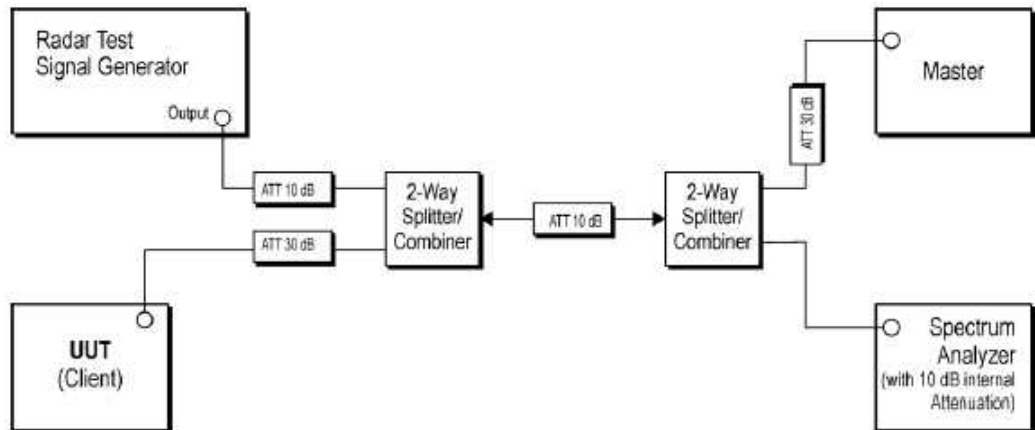 Radar Test
Signal Generator
Output
Master
ATT 30 dB
ATT 10 dB
2-Way
Splitter/
Combiner
ATT 10 dB
2-Way
Splitter/
Combiner
ATT 30 dB
UUT
(Client)
Spectrum
Analyzer
(with 10 dB internal
Attenuation)